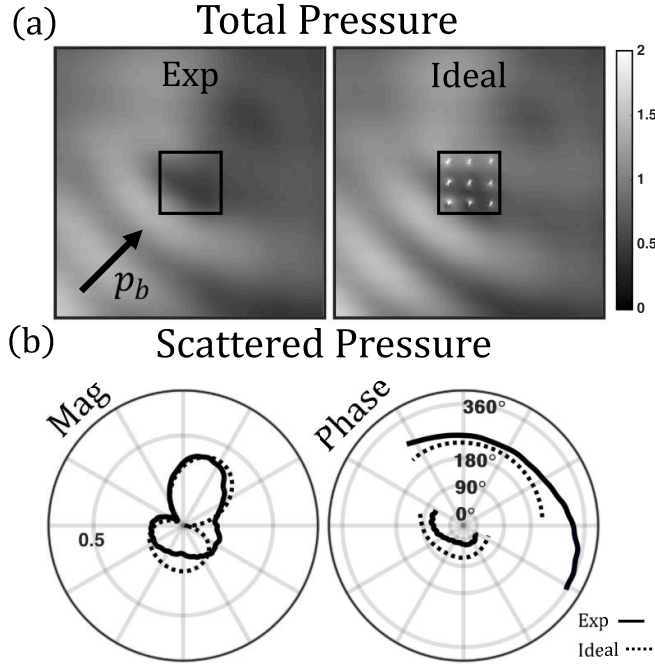 (a) Total Pressure
Exp
Ideal
2
1.5
1
0.5
0
p_b
(b) Scattered Pressure
Mag
0.5
Phase
360°
180°
90°
0°
Exp
Ideal